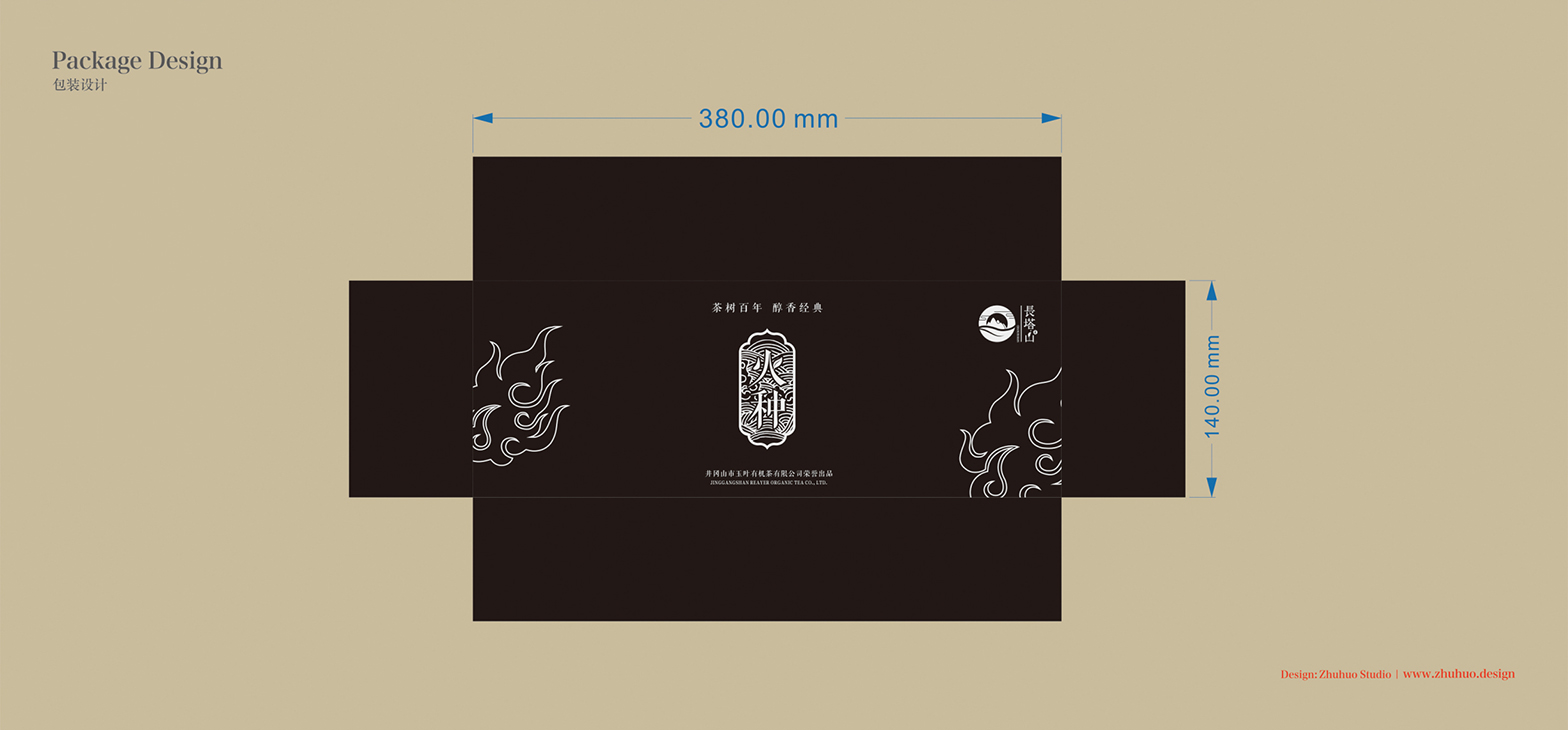 Package Design
包装设计
380.00 mm
茶树百年 醇香经典
長塔山
火种
140.00 mm
井冈山市玉叶有机茶有限公司荣誉出品
JINGGANGSHAN REAYER ORGANIC TEA CO., LTD.
Design: Zhuhuo Studio | www.zhuhuo.design